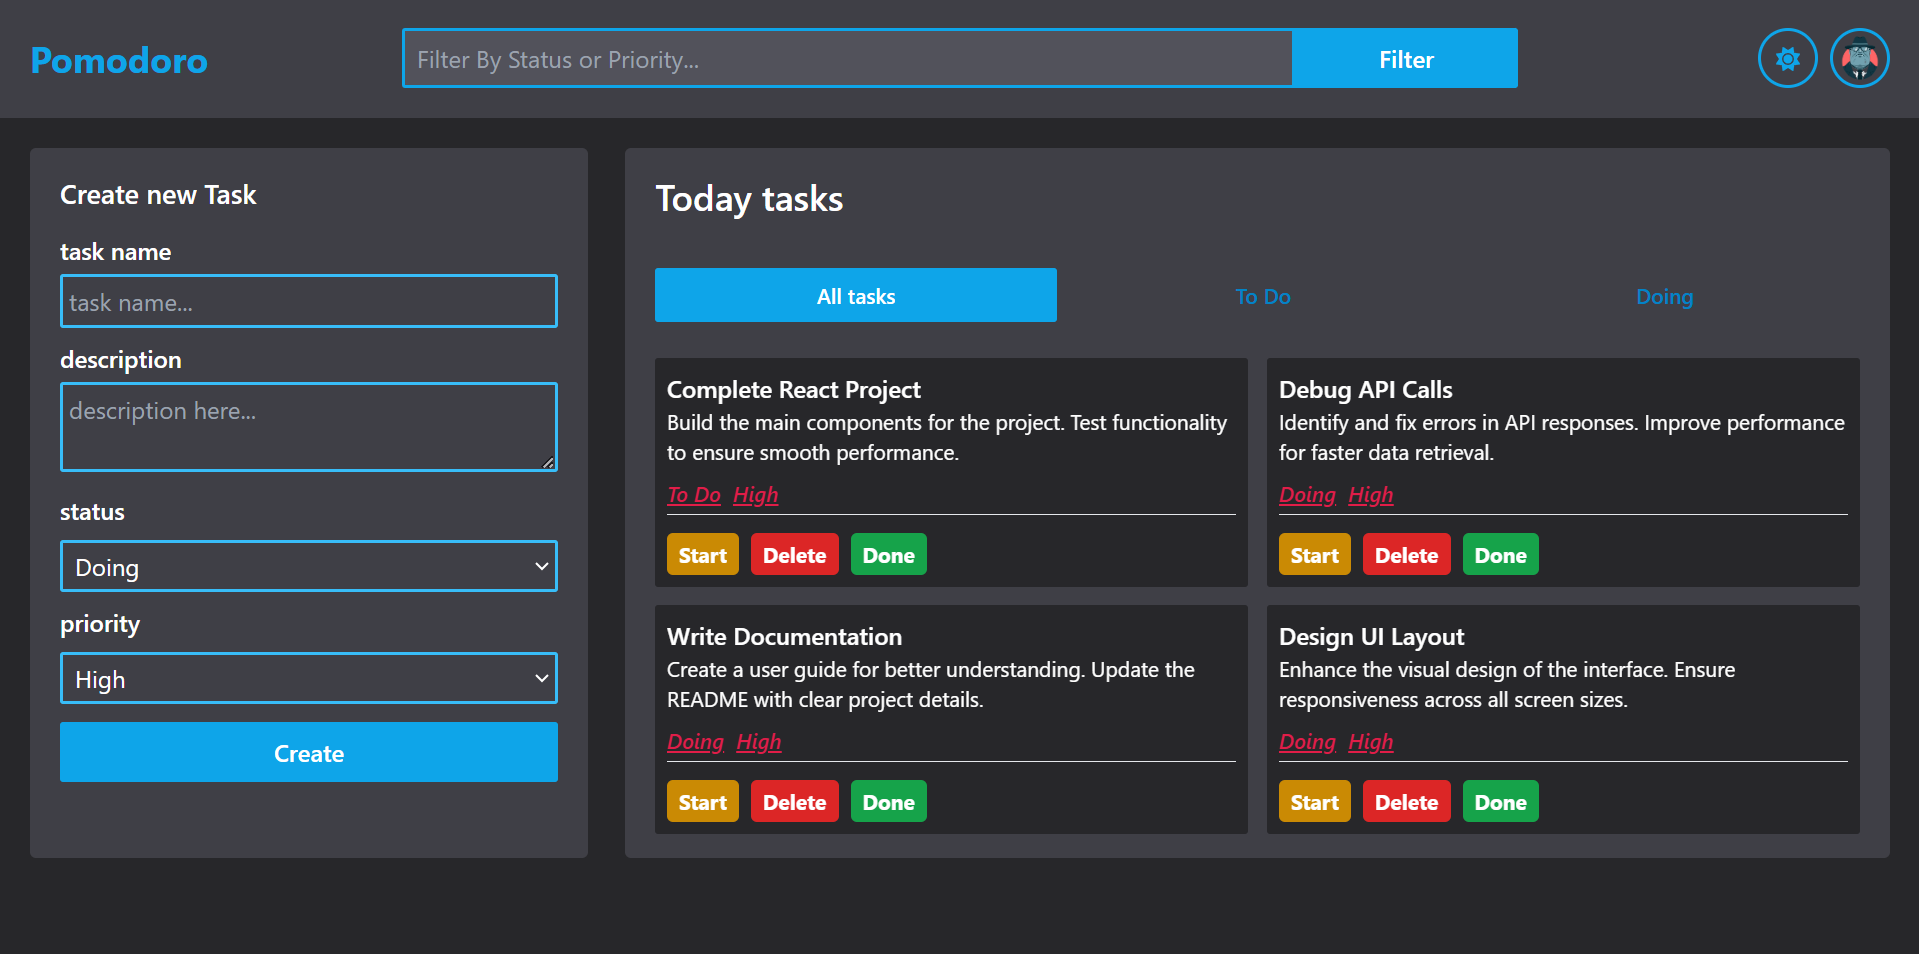 Pomodoro
Filter By Status or Priority...
Filter
Create new Task
task name
task name...
description
description here...
status
Doing
priority
High
Create
Today tasks
All tasks
To Do
Doing
Complete React Project
Build the main components for the project. Test functionality
to ensure smooth performance.
To Do High
Start Delete Done
Debug API Calls
Identify and fix errors in API responses. Improve performance
for faster data retrieval.
Doing High
Start Delete Done
Write Documentation
Create a user guide for better understanding. Update the
README with clear project details.
Doing High
Start Delete Done
Design UI Layout
Enhance the visual design of the interface. Ensure
responsiveness across all screen sizes.
Doing High
Start Delete Done